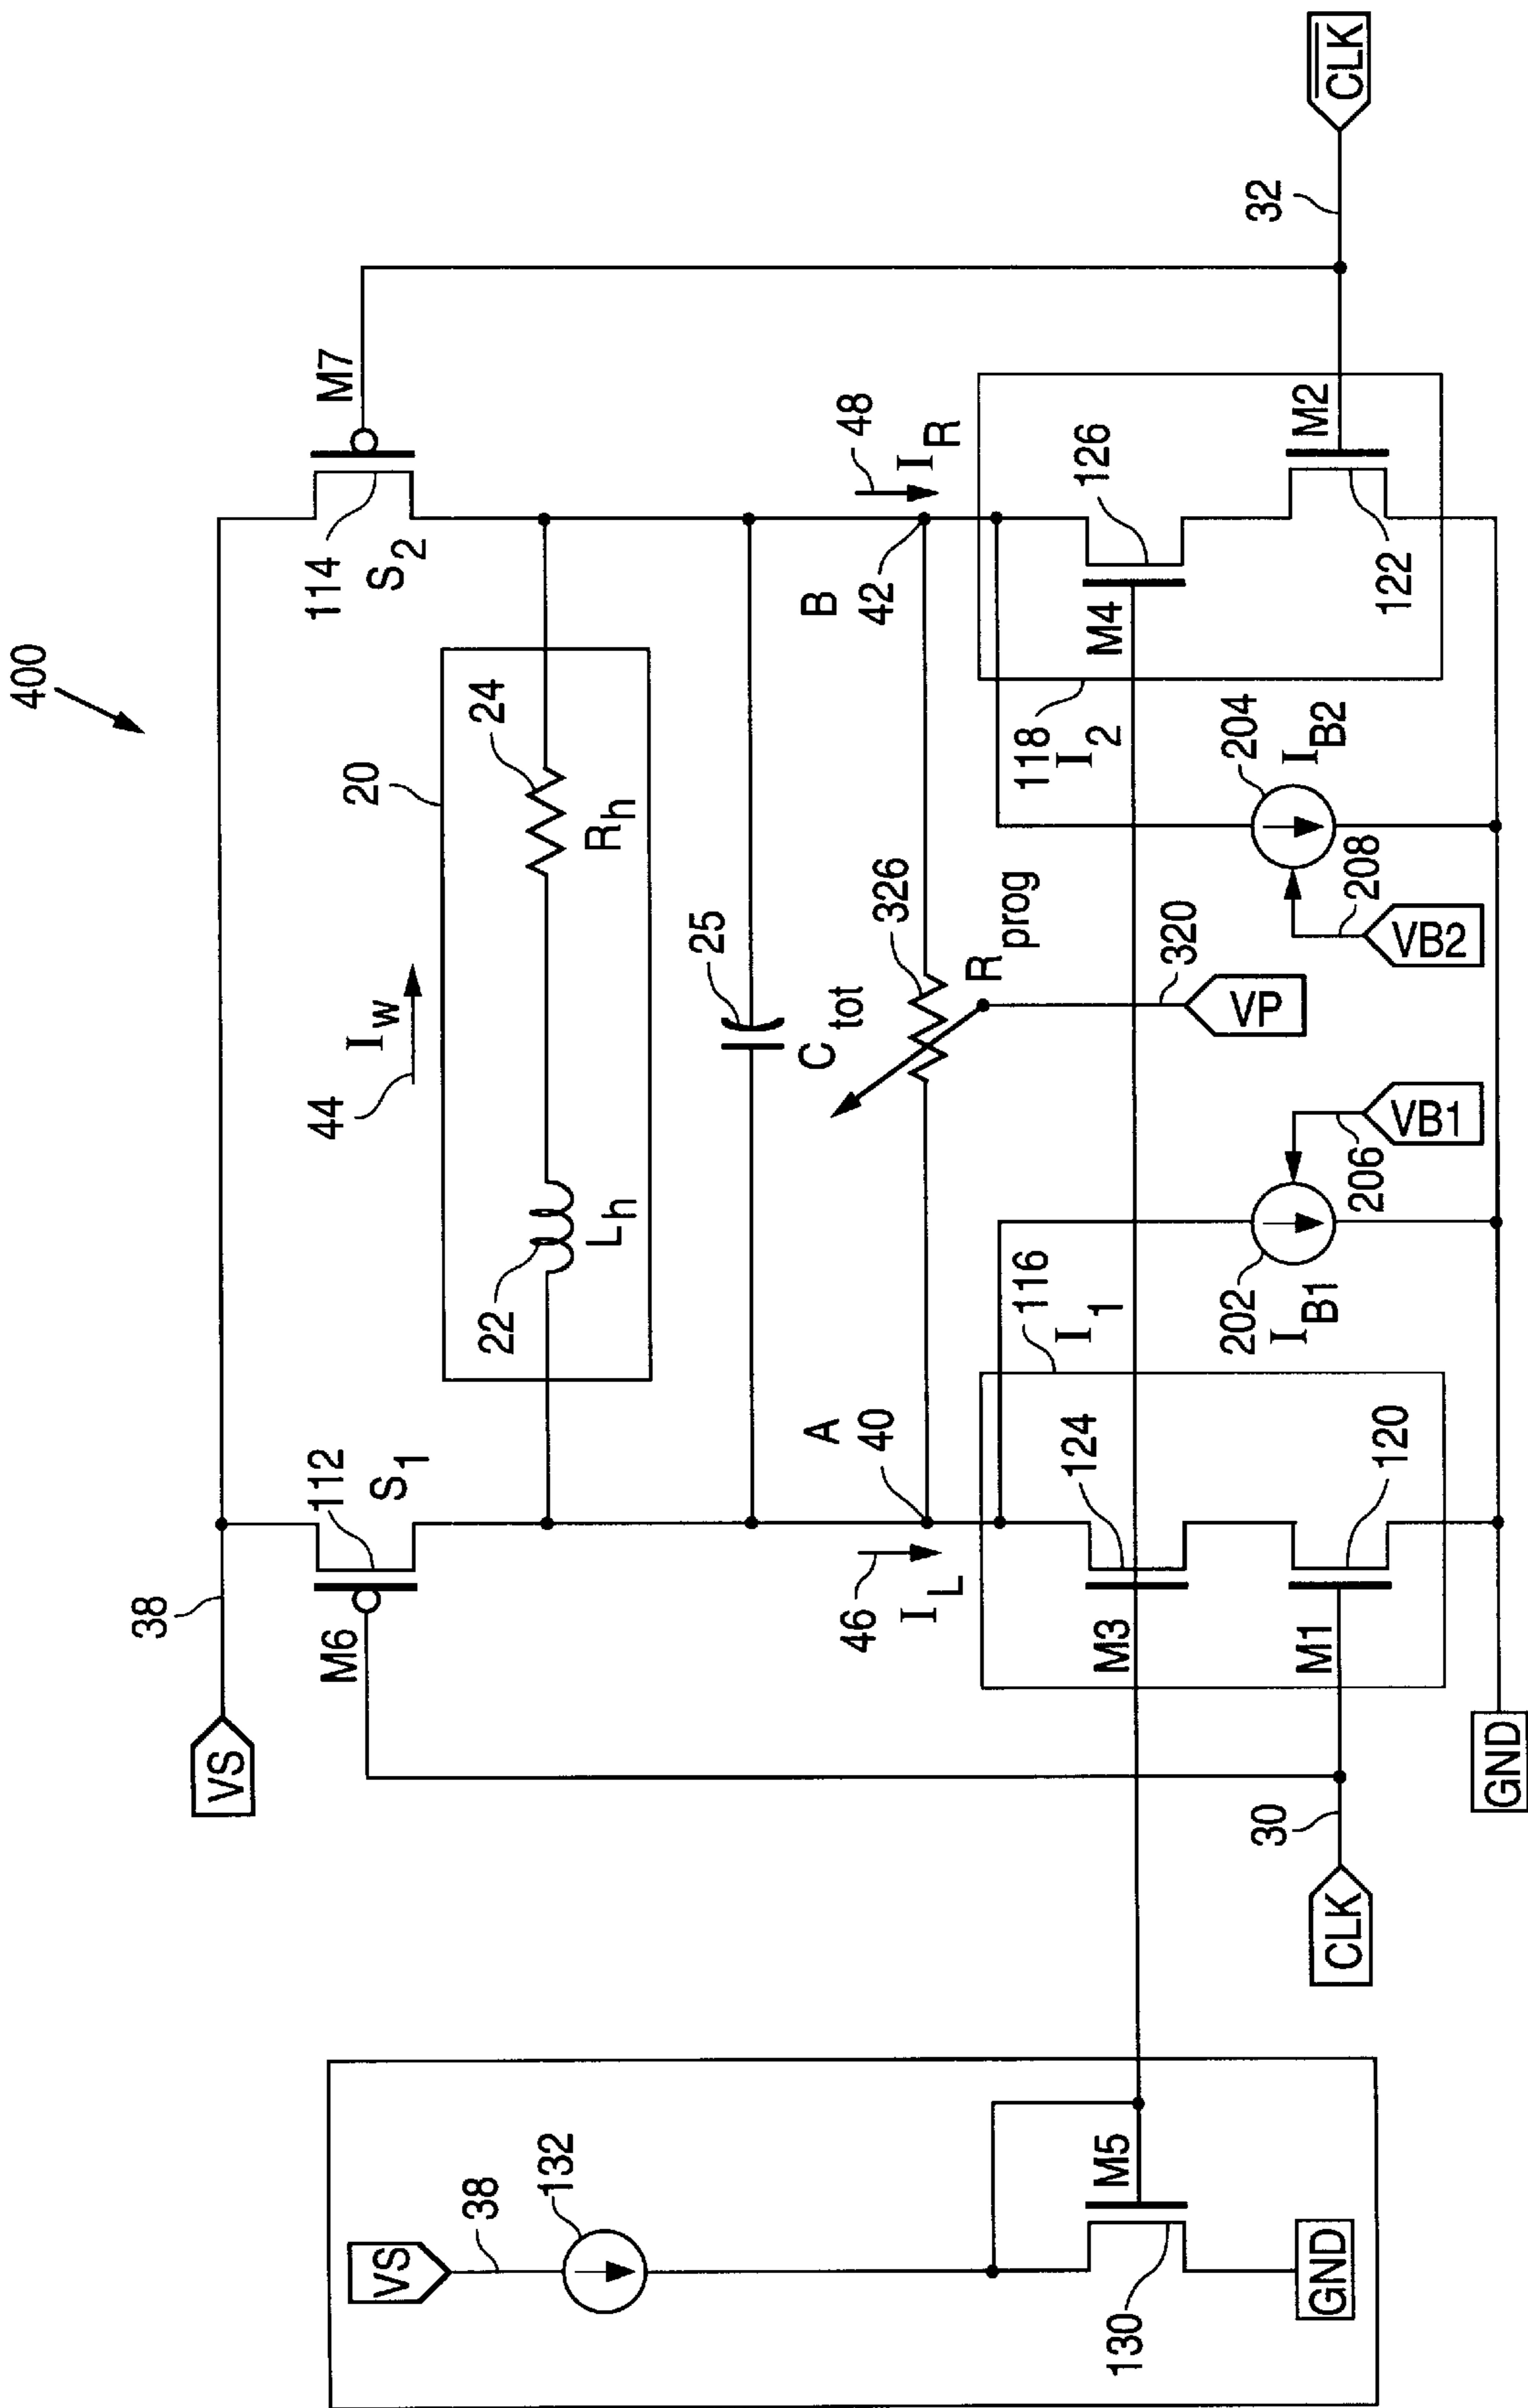 400
VS
38
M6
112
S1
M7
114
S2
44
Iw
20
22
Lh
24
Rh
25
Ctot
A
40
B
42
46
IL
48
IR
326
Rprog
320
VP
116
I1
118
I2
M3
124
M4
126
M1
120
M2
122
202
IB1
206
VB1
204
IB2
208
VB2
30
CLK
32
C̅L̅K̅
GND
VS
38
132
M5
130
GND